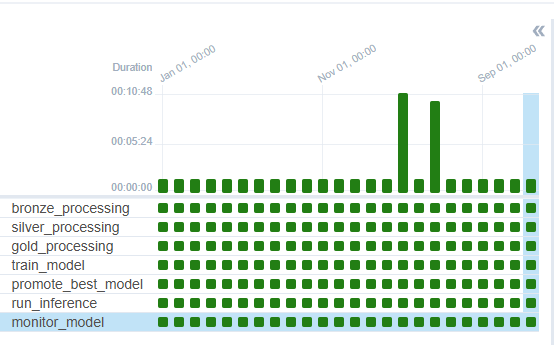 «
Duration
Jan 01, 00:00
Nov 01, 00:00
Sep 01, 00:00
00:10:48
00:05:24
00:00:00
bronze_processing
silver_processing
gold_processing
train_model
promote_best_model
run_inference
monitor_model